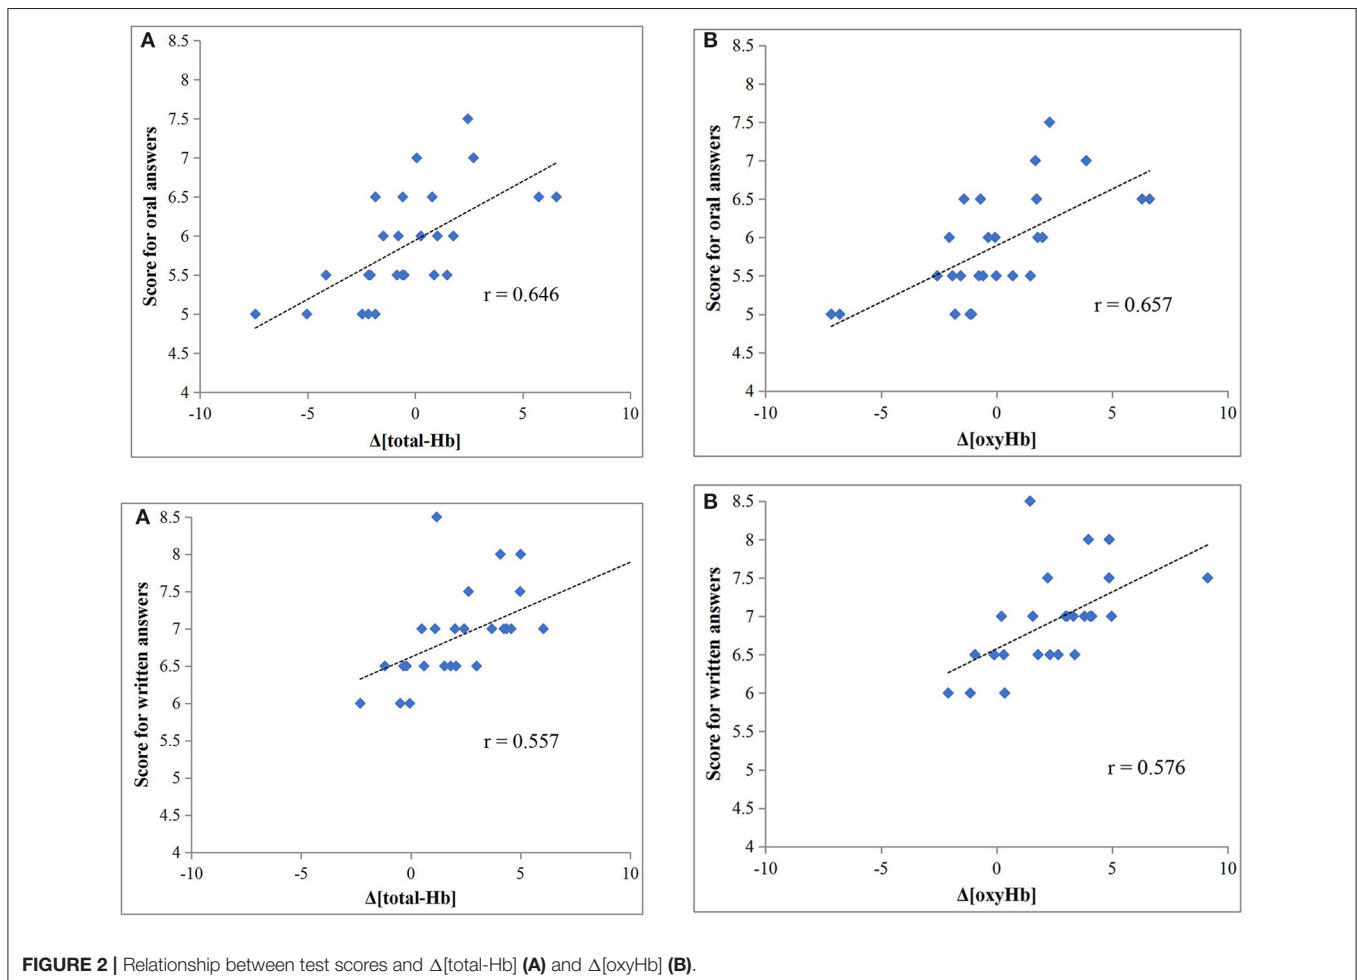 A
8.5
8
7.5
7
6.5
6
5.5
5
4.5
4
Score for oral answers
r = 0.646
-10 -5 0 5 10
Δ[total-Hb]
B
8.5
8
7.5
7
6.5
6
5.5
5
4.5
4
Score for oral answers
r = 0.657
-10 -5 0 5 10
Δ[oxyHb]
A
8.5
8
7.5
7
6.5
6
5.5
5
4.5
4
Score for written answers
r = 0.557
-10 -5 0 5 10
Δ[total-Hb]
B
8.5
8
7.5
7
6.5
6
5.5
5
4.5
4
Score for written answers
r = 0.576
-10 -5 0 5 10
Δ[oxyHb]
FIGURE 2 | Relationship between test scores and Δ[total-Hb] (A) and Δ[oxyHb] (B).